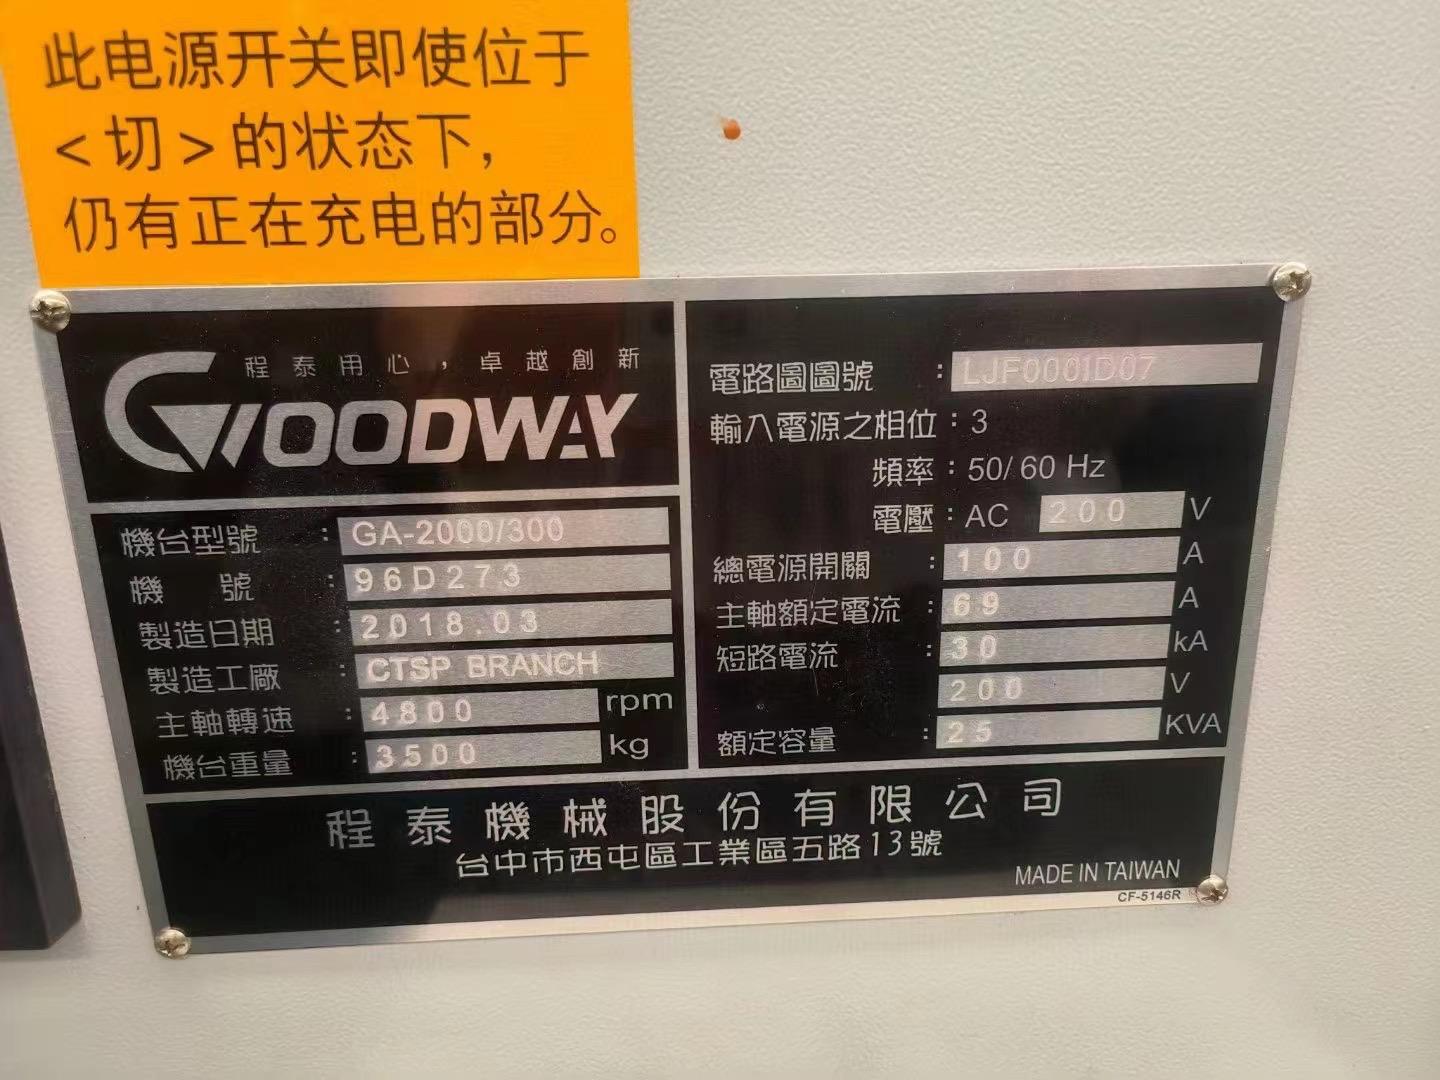 此电源开关即使位于
<切>的状态下，
仍有正在充电的部分。
程泰用心，卓越創新
GOODWAY
機台型號：GA-2000/300
機號：96D273
製造日期：2018.03
製造工廠：CTSP BRANCH
主軸轉速：4800 rpm
機台重量：3500 kg
電路圖圖號：LJF0001D07
輸入電源之相位：3
頻率：50/60 Hz
電壓：AC 200 V
總電源開關：100 A
主軸額定電流：69 A
短路電流：30 kA
200 V
額定容量：25 KVA
程泰機械股份有限公司
台中市西屯區工業區五路13號
MADE IN TAIWAN
CF-5146R